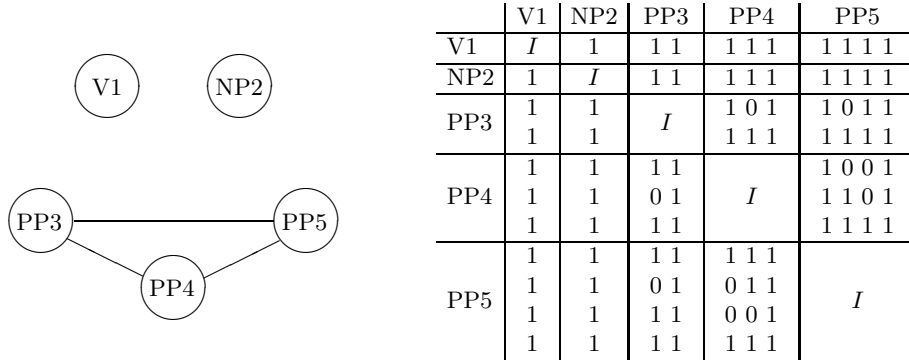 V1 NP2
PP3 PP5
PP4
V1 NP2 PP3 PP4 PP5
V1 I 1 1 1 1 1 1 1 1 1 1
NP2 1 I 1 1 1 1 1 1 1 1 1
1 1 1 0 1 1 0 1 1
PP3 I
1 1 1 1 1 1 1 1 1
1 1 1 1 1 0 0 1
PP4 1 1 0 1 I 1 1 0 1
1 1 1 1 1 1 1 1
1 1 1 1 1 1 1
1 1 0 1 0 1 1
PP5 I
1 1 1 1 0 0 1
1 1 1 1 1 1 1